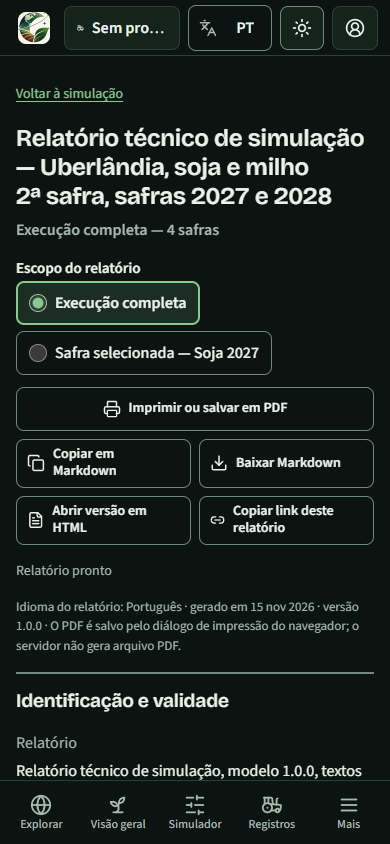 Sem pro...
PT
Voltar à simulação
Relatório técnico de simulação
— Uberlândia, soja e milho
2ª safra, safras 2027 e 2028
Execução completa — 4 safras
Escopo do relatório
Execução completa
Safra selecionada — Soja 2027
Imprimir ou salvar em PDF
Copiar em
Markdown
Baixar Markdown
Abrir versão em
HTML
Copiar link deste
relatório
Relatório pronto
Idioma do relatório: Português · gerado em 15 nov 2026 · versão
1.0.0 · O PDF é salvo pelo diálogo de impressão do navegador; o
servidor não gera arquivo PDF.
Identificação e validade
Relatório
Relatório técnico de simulação, modelo 1.0.0, textos
Explorar
Visão geral
Simulador
Registros
Mais